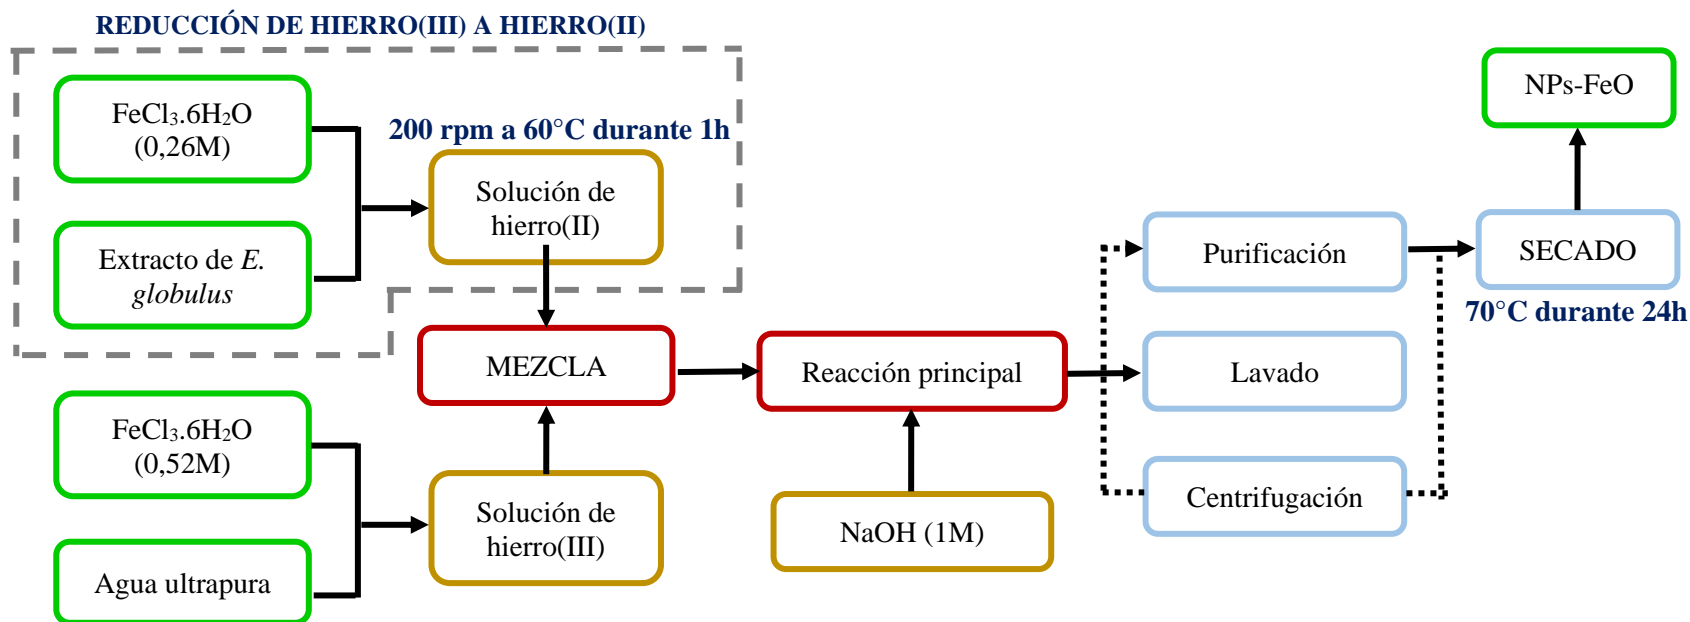 REDUCCIÓN DE HIERRO(III) A HIERRO(II)
FeCl₃.6H₂O
(0,26M)
Extracto de E.
globulus
200 rpm a 60°C durante 1h
Solución de
hierro(II)
FeCl₃.6H₂O
(0,52M)
Agua ultrapura
Solución de
hierro(III)
MEZCLA
Reacción principal
NaOH (1M)
Purificación
Lavado
Centrifugación
SECADO
70°C durante 24h
NPs-FeO